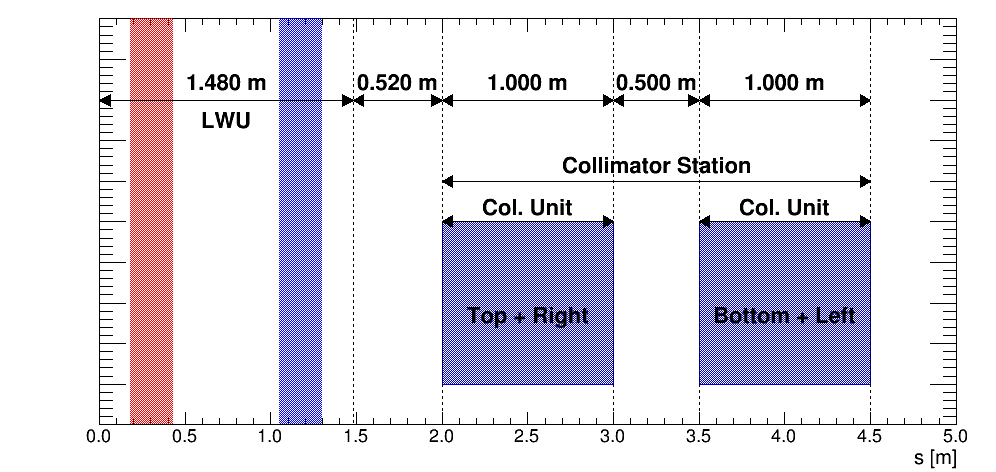 1.480 m 0.520 m 1.000 m 0.500 m 1.000 m
LWU
Collimator Station
Col. Unit Col. Unit
Top + Right Bottom + Left
0.0 0.5 1.0 1.5 2.0 2.5 3.0 3.5 4.0 4.5 5.0
s [m]